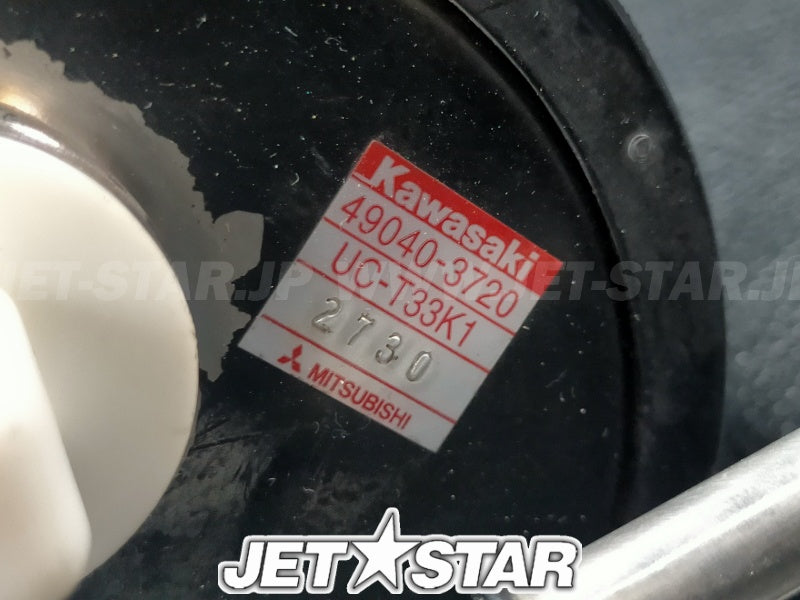 Kawasaki
49040-3720
UC-T33K1
2730
MITSUBISHI
JET-STAR.JP
JET-STAR.JP
JET★STAR